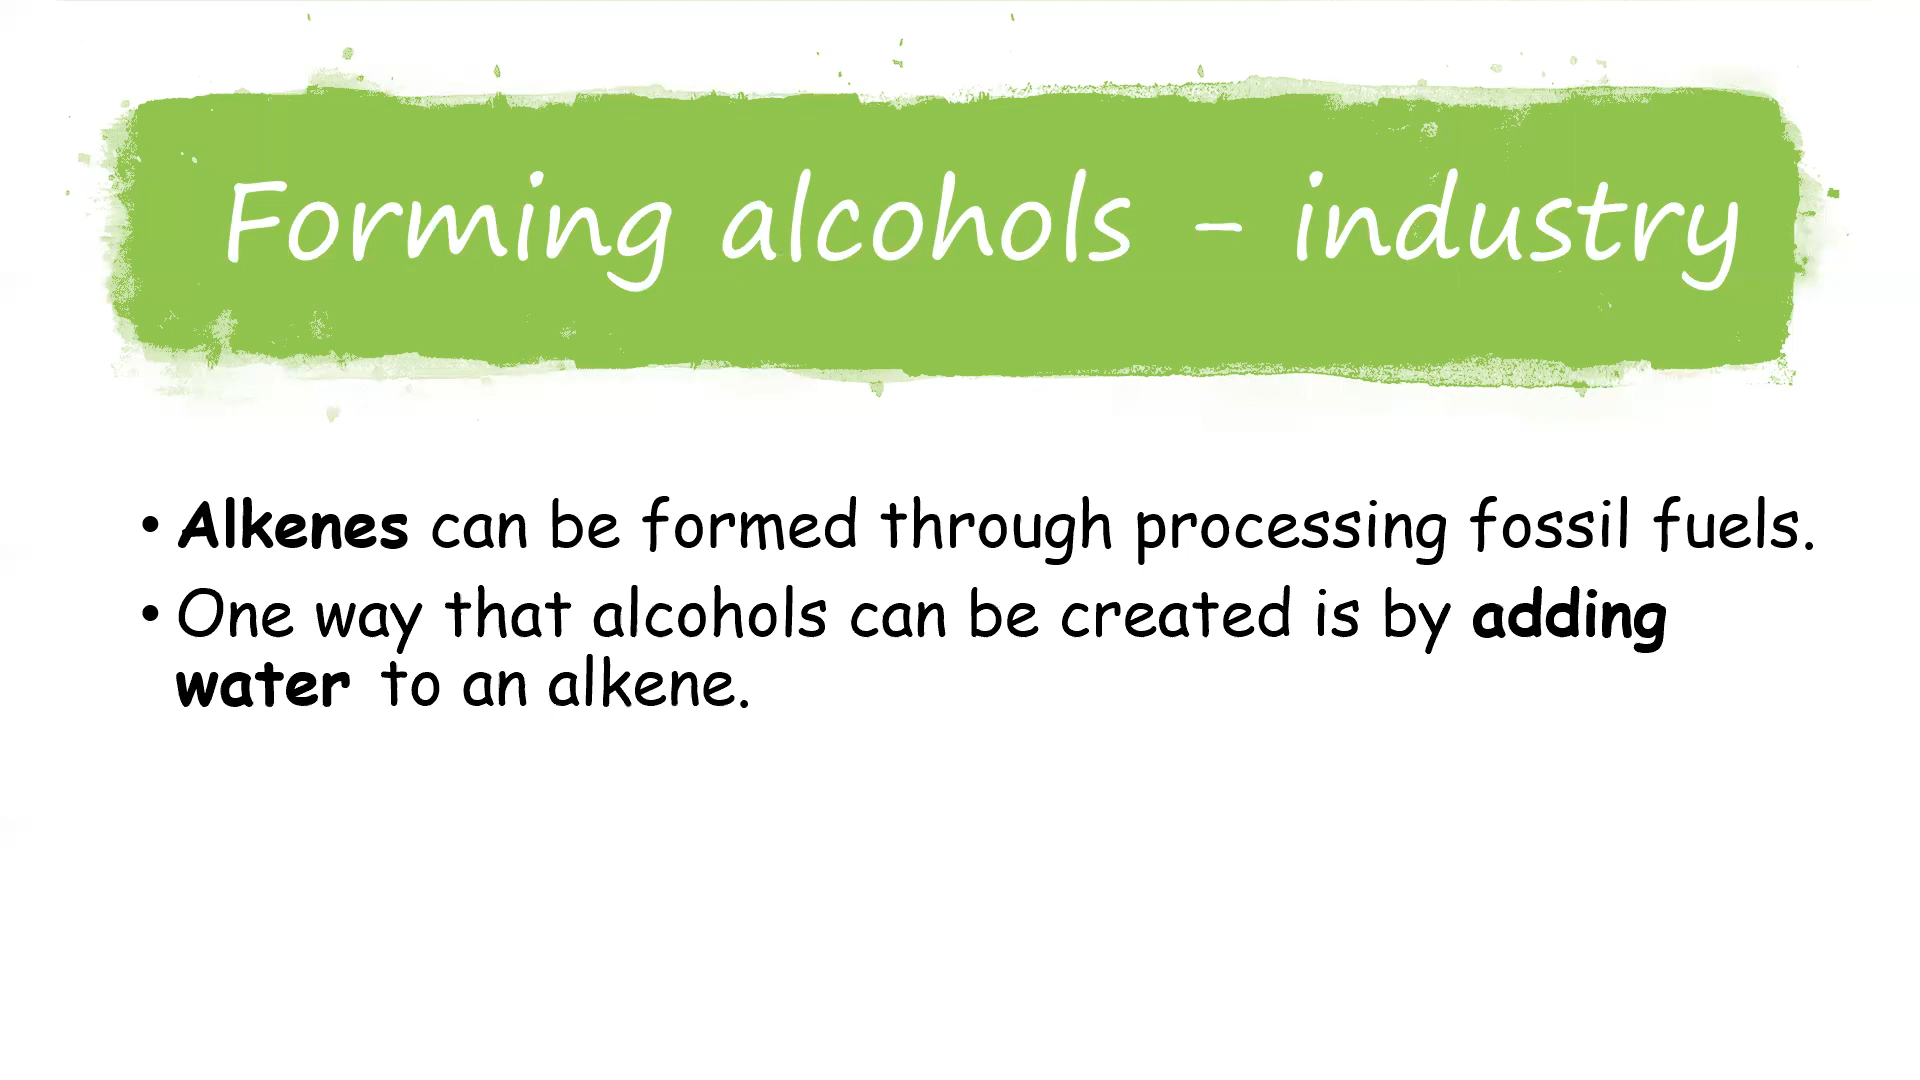 Forming alcohols - industry
• Alkenes can be formed through processing fossil fuels.
• One way that alcohols can be created is by adding
water to an alkene.